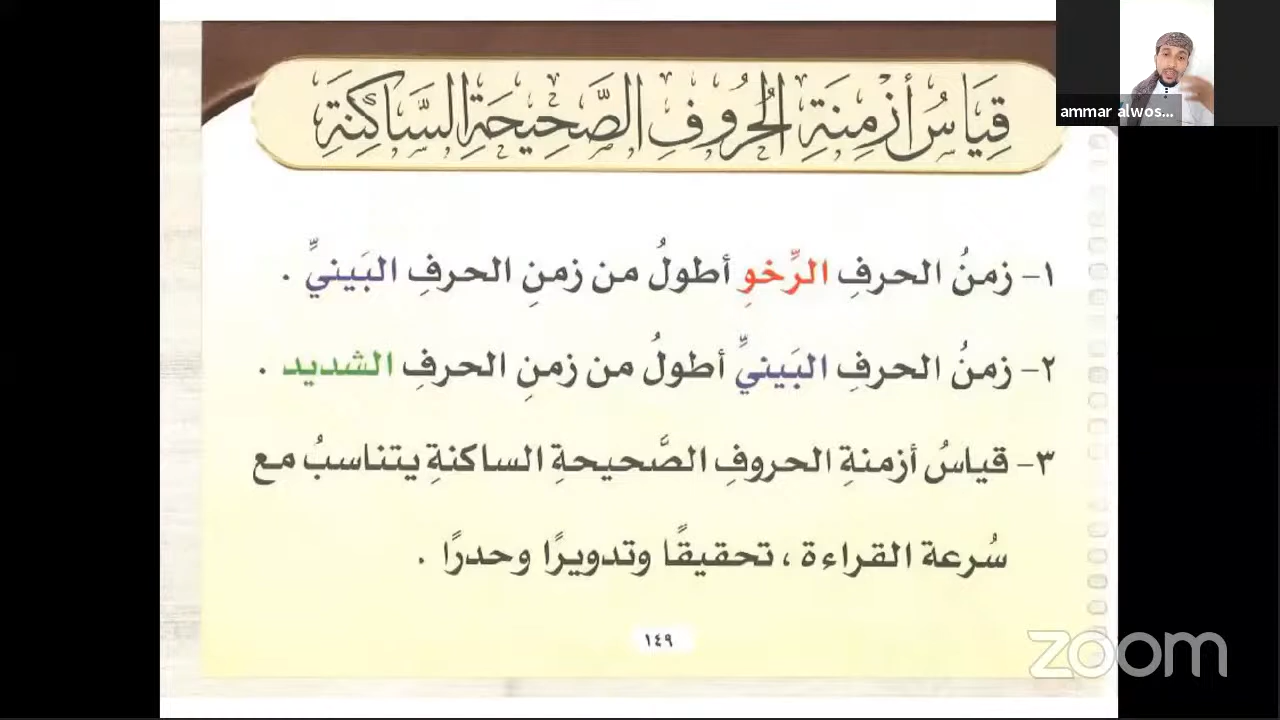 قِيَاسُ أَزْمِنَةِ الحُرُوفِ الصَّحِيحَةِ السَّاكِنَةِ
ammar alwos...
١- زمنُ الحرفِ الرِّخوِ أطولُ من زمنِ الحرفِ البَينيِّ .
٢- زمنُ الحرفِ البَينيِّ أطولُ من زمنِ الحرفِ الشديد .
٣- قياسُ أزمنةِ الحروفِ الصَّحيحةِ الساكنةِ يتناسبُ مع
سُرعة القراءة ، تحقيقًا وتدويرًا وحدرًا .
١٤٩
zoom